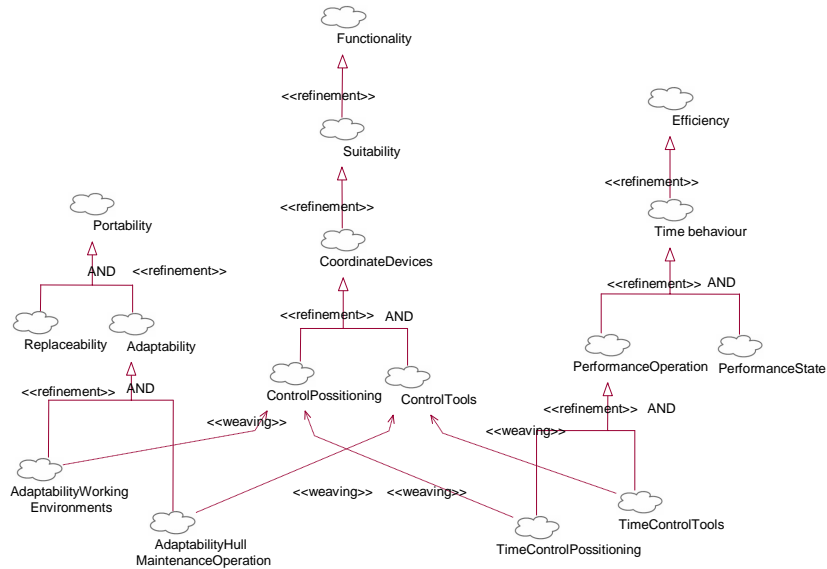 Functionality
<<refinement>>
Suitability
<<refinement>>
CoordinateDevices
<<refinement>> AND
ControlPossitioning
ControlTools
Efficiency
<<refinement>>
Time behaviour
<<refinement>> AND
PerformanceOperation
PerformanceState
<<refinement>> AND
<<weaving>>
TimeControlTools
TimeControlPossitioning
Portability
AND <<refinement>>
Replaceability
Adaptability
<<refinement>> AND
<<weaving>>
AdaptabilityWorking
Environments
<<weaving>> <<weaving>>
AdaptabilityHull
MaintenanceOperation